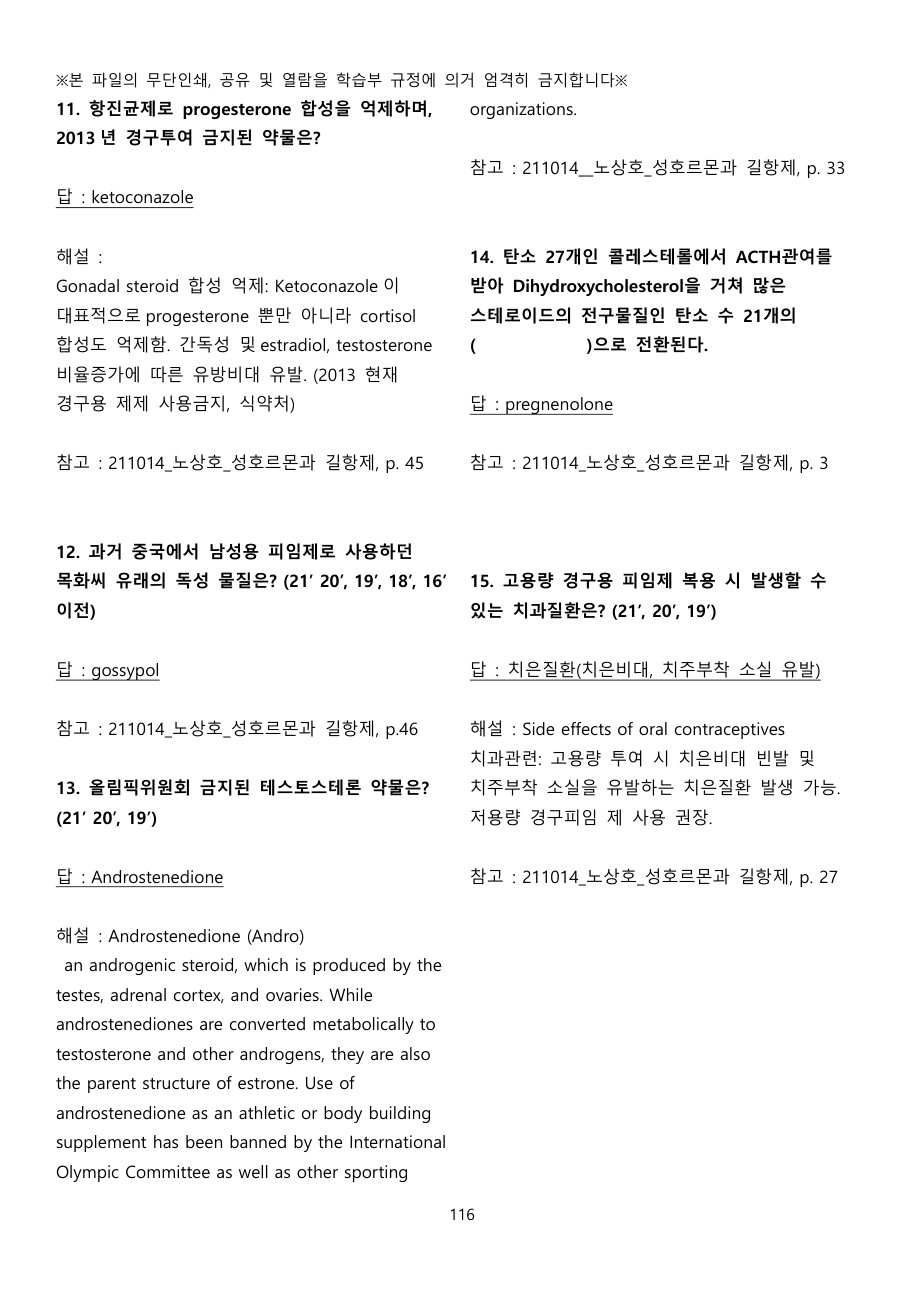 ※본 파일의 무단인쇄, 공유 및 열람을 학습부 규정에 의거 엄격히 금지합니다※
11. 항진균제로 progesterone 합성을 억제하며,
2013년 경구투여 금지된 약물은?
답 : ketoconazole
해설 :
Gonadal steroid 합성 억제: Ketoconazole이
대표적으로 progesterone 뿐만 아니라 cortisol
합성도 억제함. 간독성 및 estradiol, testosterone
비율증가에 따른 유방비대 유발. (2013 현재
경구용 제제 사용금지, 식약처)
참고 : 211014_노상호_성호르몬과 길항제, p. 45
12. 과거 중국에서 남성용 피임제로 사용하던
목화씨 유래의 독성 물질은? (21’ 20’, 19’, 18’, 16’
이전)
답 : gossypol
참고 : 211014_노상호_성호르몬과 길항제, p.46
13. 올림픽위원회 금지된 테스토스테론 약물은?
(21’ 20’, 19’)
답 : Androstenedione
해설 : Androstenedione (Andro)
an androgenic steroid, which is produced by the
testes, adrenal cortex, and ovaries. While
androstenediones are converted metabolically to
testosterone and other androgens, they are also
the parent structure of estrone. Use of
androstenedione as an athletic or body building
supplement has been banned by the International
Olympic Committee as well as other sporting
organizations.
참고 : 211014__노상호_성호르몬과 길항제, p. 33
14. 탄소 27개인 콜레스테롤에서 ACTH관여를
받아 Dihydroxycholesterol을 거쳐 많은
스테로이드의 전구물질인 탄소 수 21개의
( )으로 전환된다.
답 : pregnenolone
참고 : 211014_노상호_성호르몬과 길항제, p. 3
15. 고용량 경구용 피임제 복용 시 발생할 수
있는 치과질환은? (21’, 20’, 19’)
답 : 치은질환(치은비대, 치주부착 소실 유발)
해설 : Side effects of oral contraceptives
치과관련: 고용량 투여 시 치은비대 빈발 및
치주부착 소실을 유발하는 치은질환 발생 가능.
저용량 경구피임 제 사용 권장.
참고 : 211014_노상호_성호르몬과 길항제, p. 27
116